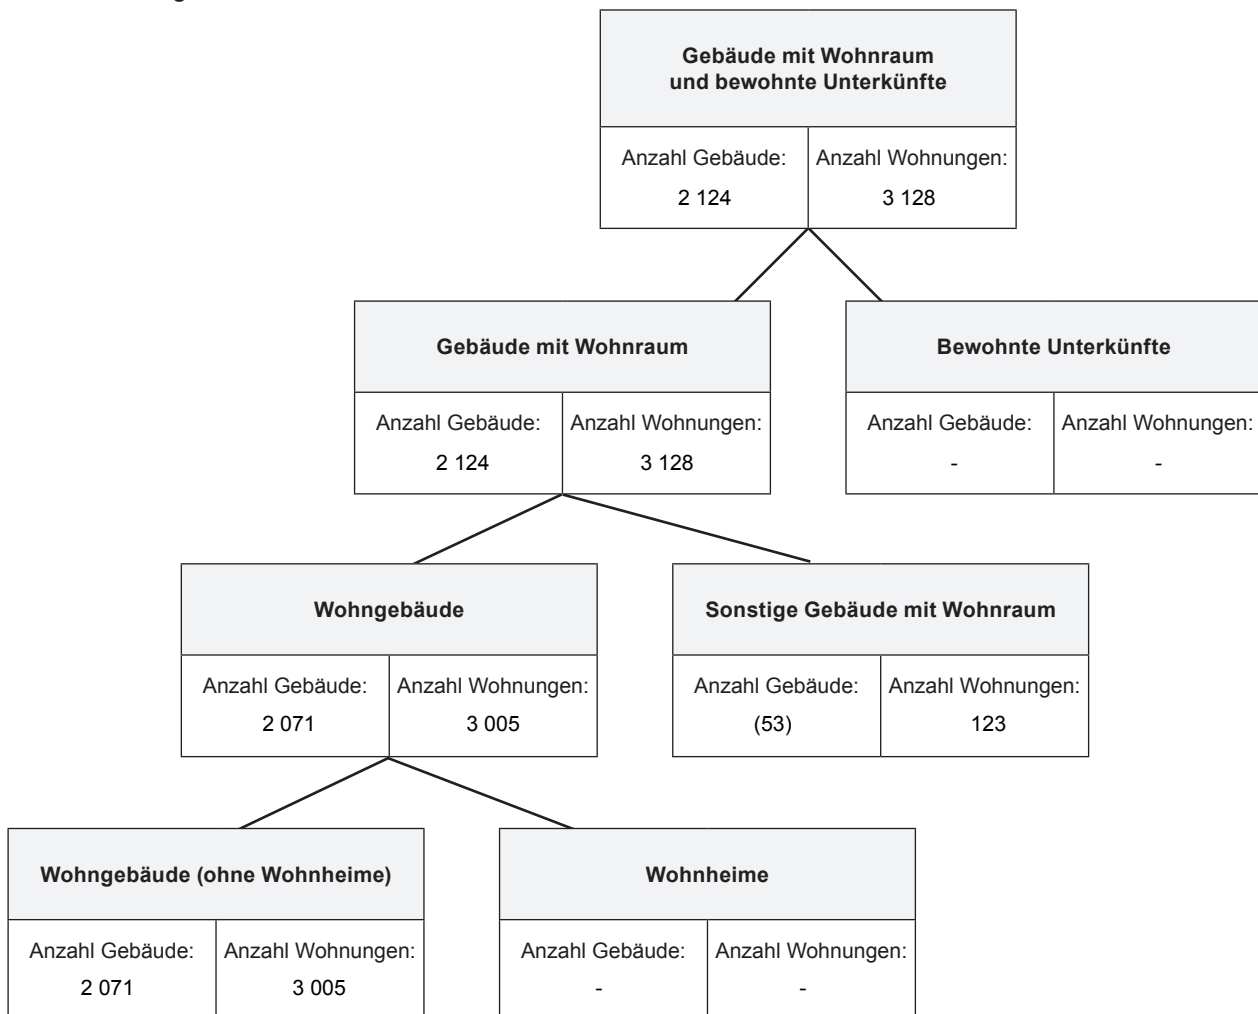 Gebäude mit Wohnraum
und bewohnte Unterkünfte
Anzahl Gebäude: Anzahl Wohnungen:
2 124 3 128
Gebäude mit Wohnraum Bewohnte Unterkünfte
Anzahl Gebäude: Anzahl Wohnungen: Anzahl Gebäude: Anzahl Wohnungen:
2 124 3 128 - -
Wohngebäude Sonstige Gebäude mit Wohnraum
Anzahl Gebäude: Anzahl Wohnungen: Anzahl Gebäude: Anzahl Wohnungen:
2 071 3 005 (53) 123
Wohngebäude (ohne Wohnheime) Wohnheime
Anzahl Gebäude: Anzahl Wohnungen: Anzahl Gebäude: Anzahl Wohnungen:
2 071 3 005 - -